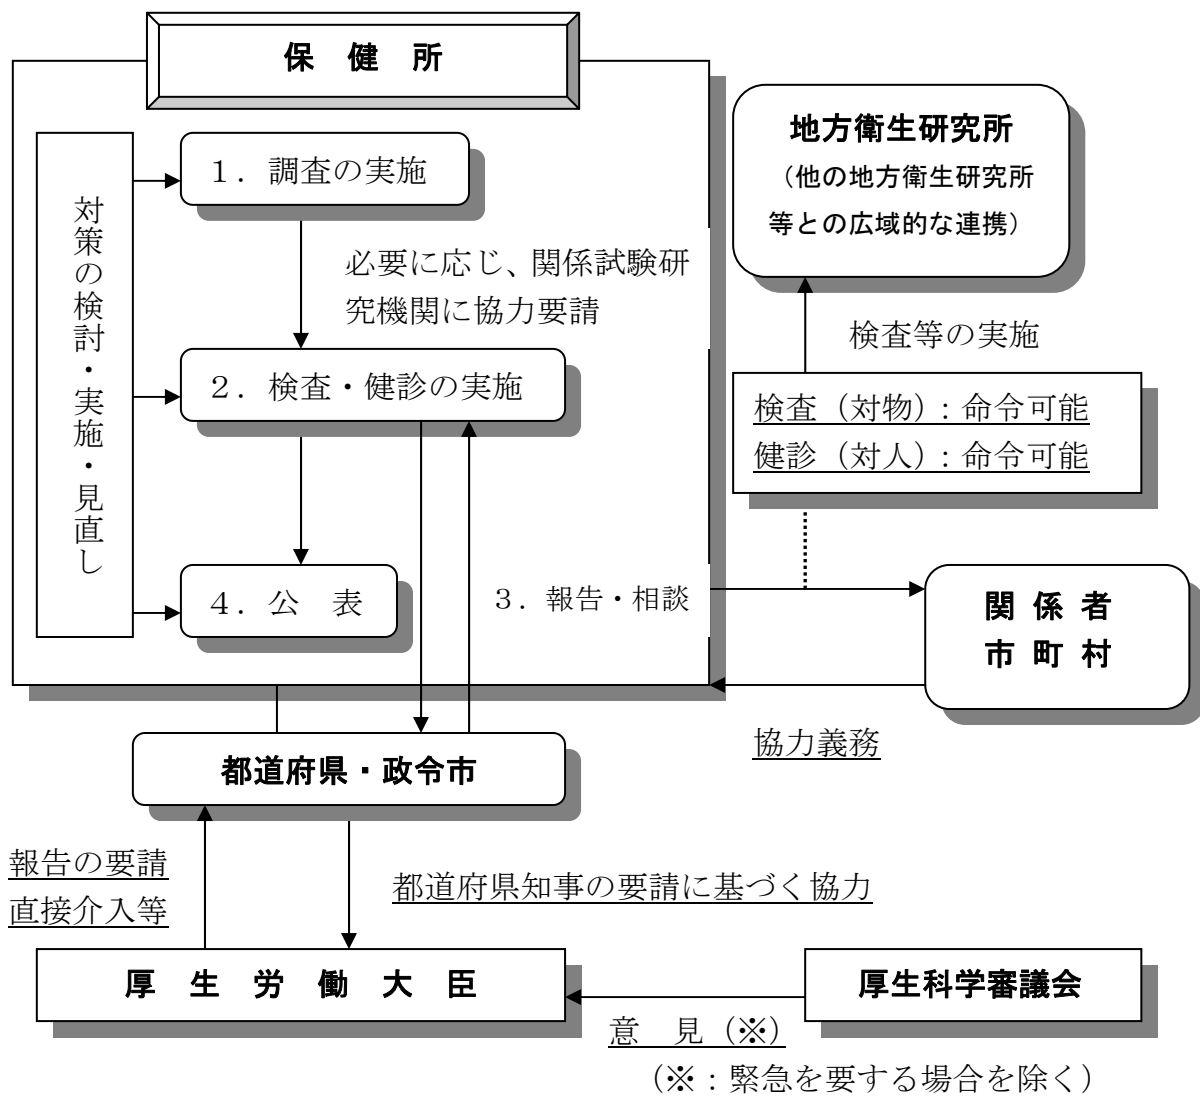 保　健　所
対策の検討・実施・見直し
１．調査の実施
必要に応じ、関係試験研
究機関に協力要請
２．検査・健診の実施
４．公　表
３．報告・相談
地方衛生研究所
（他の地方衛生研究所
等との広域的な連携）
検査等の実施
検査（対物）：命令可能
健診（対人）：命令可能
関 係 者
市 町 村
協力義務
都道府県・政令市
報告の要請
直接介入等
都道府県知事の要請に基づく協力
厚　生　労　働　大　臣
厚生科学審議会
意　見（※）
（※：緊急を要する場合を除く）